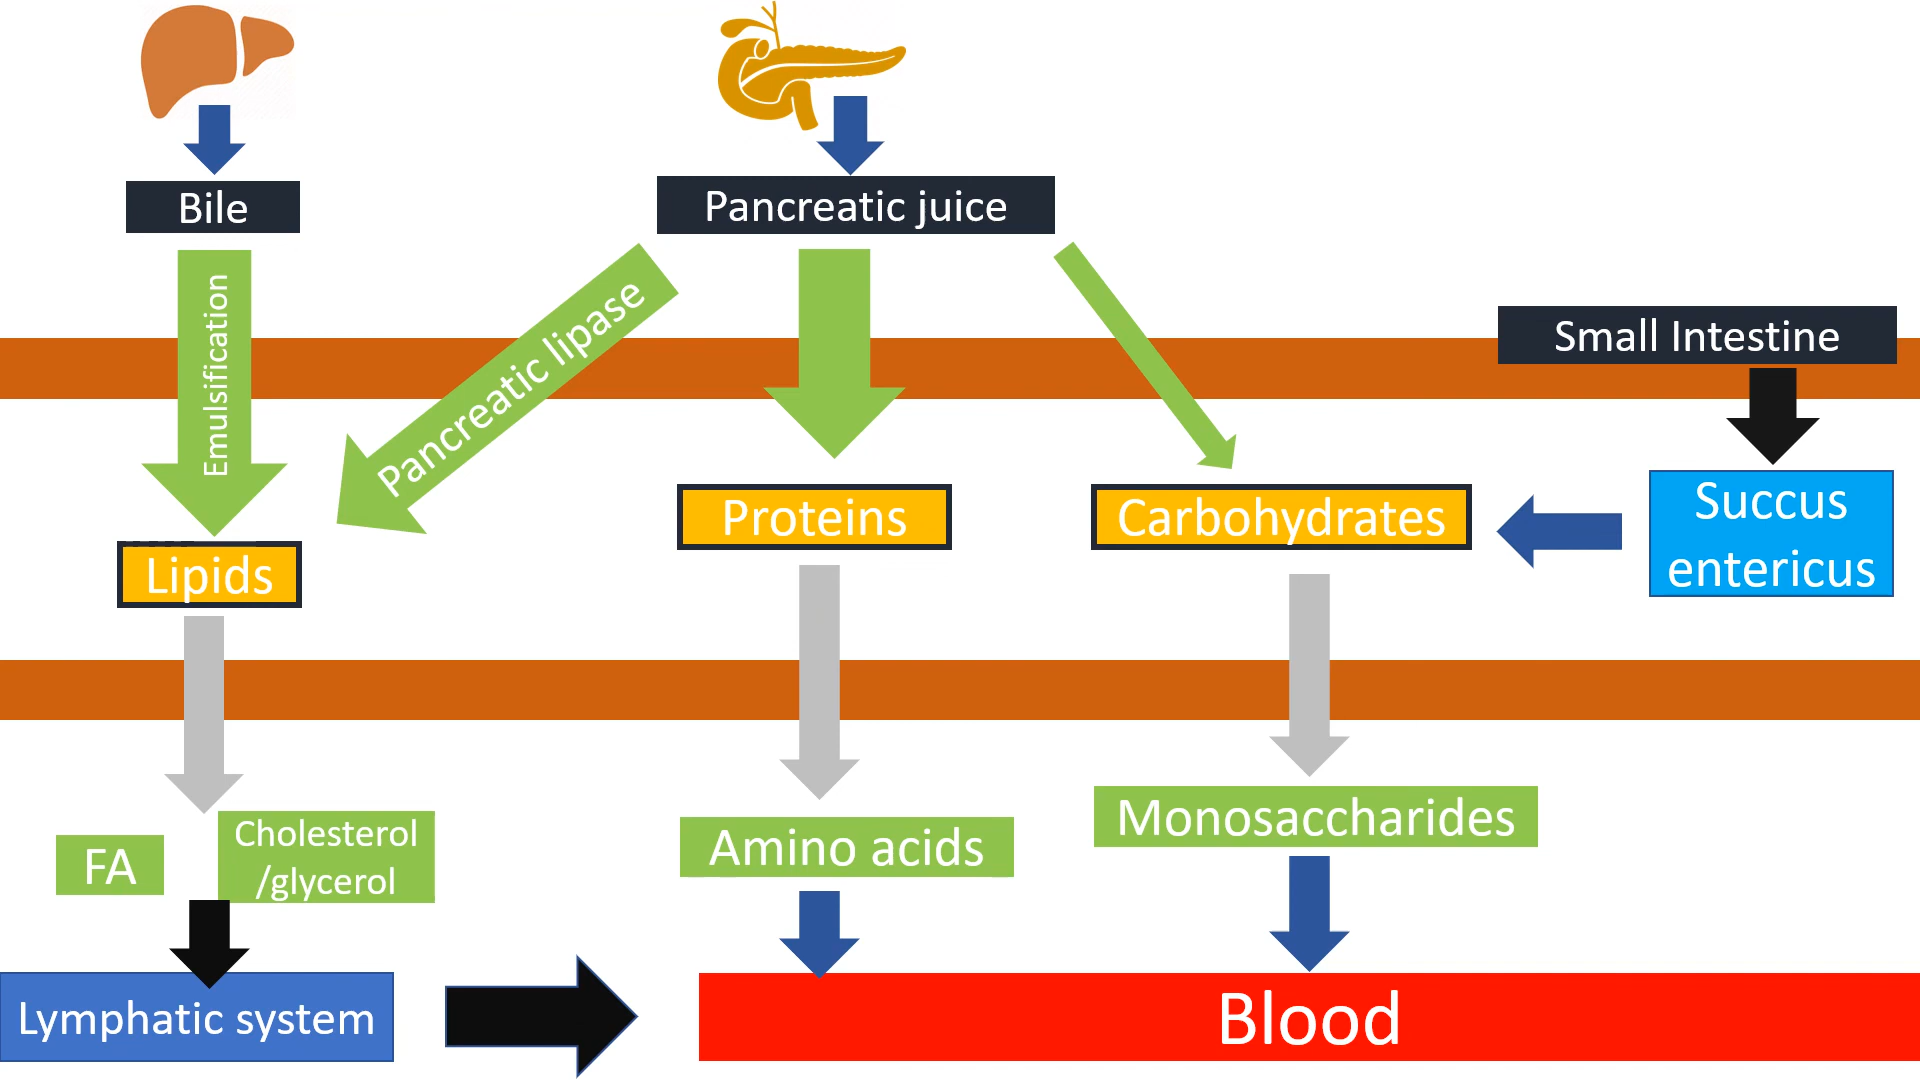 Bile
Pancreatic juice
Emulsification
Pancreatic lipase
Small Intestine
Succus
entericus
Lipids
Proteins
Carbohydrates
FA
Cholesterol
/glycerol
Amino acids
Monosaccharides
Lymphatic system
Blood